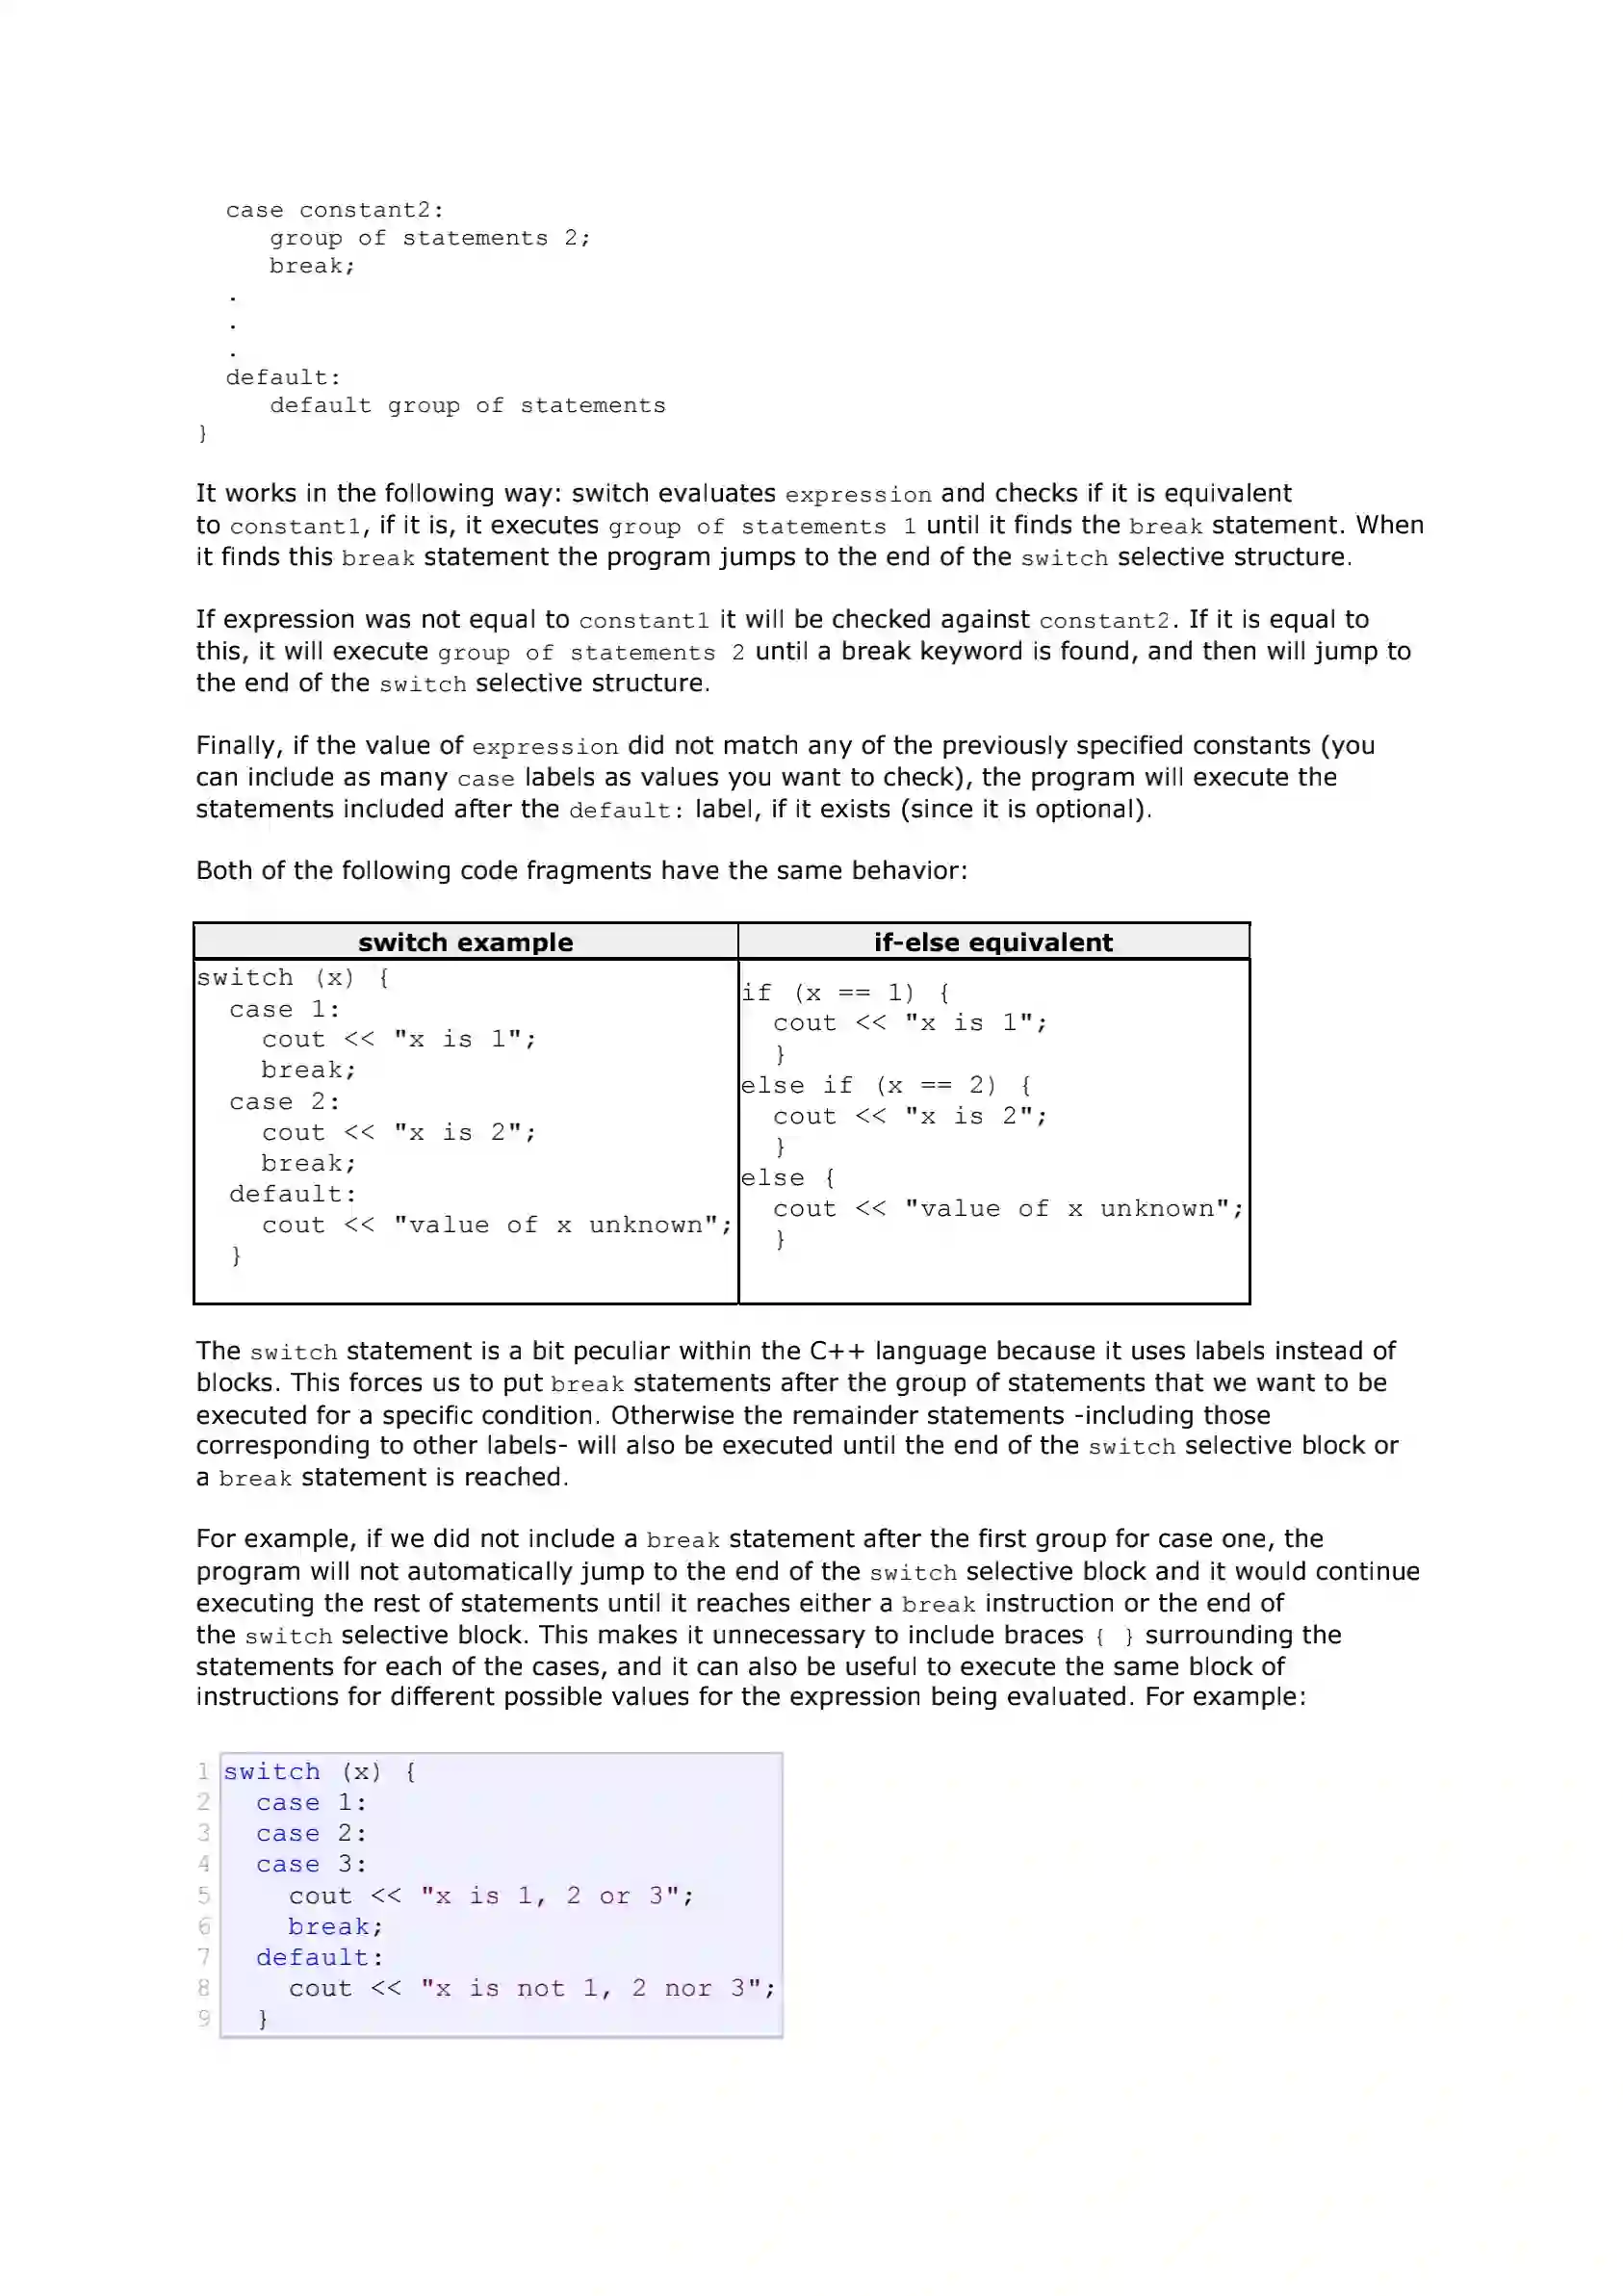 case constant2:
group of statements 2;
break;
.
.
.
default:
default group of statements
}
It works in the following way: switch evaluates expression and checks if it is equivalent
to constant1, if it is, it executes group of statements 1 until it finds the break statement. When
it finds this break statement the program jumps to the end of the switch selective structure.
If expression was not equal to constant1 it will be checked against constant2. If it is equal to
this, it will execute group of statements 2 until a break keyword is found, and then will jump to
the end of the switch selective structure.
Finally, if the value of expression did not match any of the previously specified constants (you
can include as many case labels as values you want to check), the program will execute the
statements included after the default: label, if it exists (since it is optional).
Both of the following code fragments have the same behavior:
switch example
switch (x) {
case 1:
cout << "x is 1";
break;
case 2:
cout << "x is 2";
break;
default:
cout << "value of x unknown";
}
if-else equivalent
if (x == 1) {
cout << "x is 1";
}
else if (x == 2) {
cout << "x is 2";
}
else {
cout << "value of x unknown";
}
The switch statement is a bit peculiar within the C++ language because it uses labels instead of
blocks. This forces us to put break statements after the group of statements that we want to be
executed for a specific condition. Otherwise the remainder statements -including those
corresponding to other labels- will also be executed until the end of the switch selective block or
a break statement is reached.
For example, if we did not include a break statement after the first group for case one, the
program will not automatically jump to the end of the switch selective block and it would continue
executing the rest of statements until it reaches either a break instruction or the end of
the switch selective block. This makes it unnecessary to include braces { } surrounding the
statements for each of the cases, and it can also be useful to execute the same block of
instructions for different possible values for the expression being evaluated. For example:
1 switch (x) {
2 case 1:
3 case 2:
4 case 3:
5 cout << "x is 1, 2 or 3";
6 break;
7 default:
8 cout << "x is not 1, 2 nor 3";
9 }